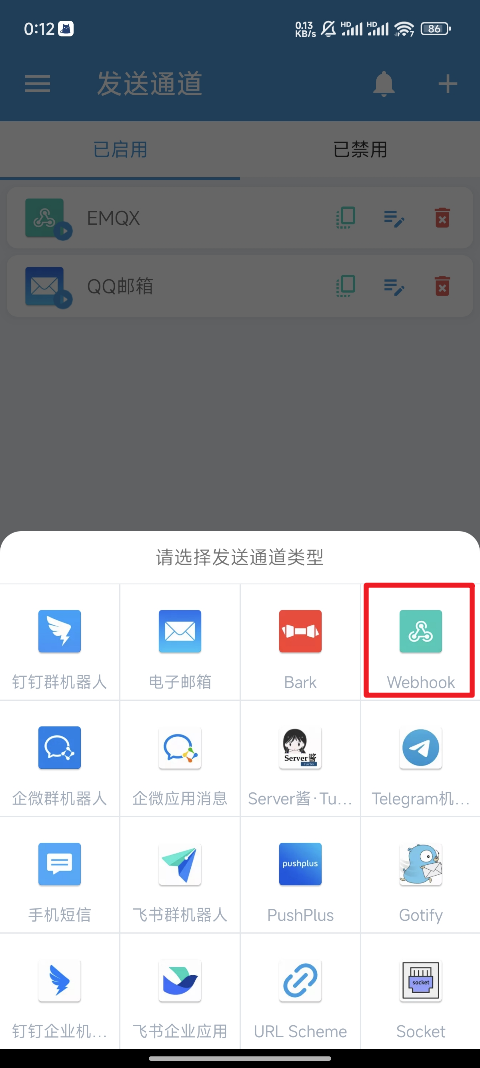 0:12
0.13 KB/s HD HD 7 86
发送通道
已启用 已禁用
EMQX
QQ邮箱
请选择发送通道类型
钉钉群机器人 电子邮箱 Bark Webhook
Server酱
企微群机器人 企微应用消息 Server酱·Tu... Telegram机...
pushplus
手机短信 飞书群机器人 PushPlus Gotify
socket
钉钉企业机... 飞书企业应用 URL Scheme Socket